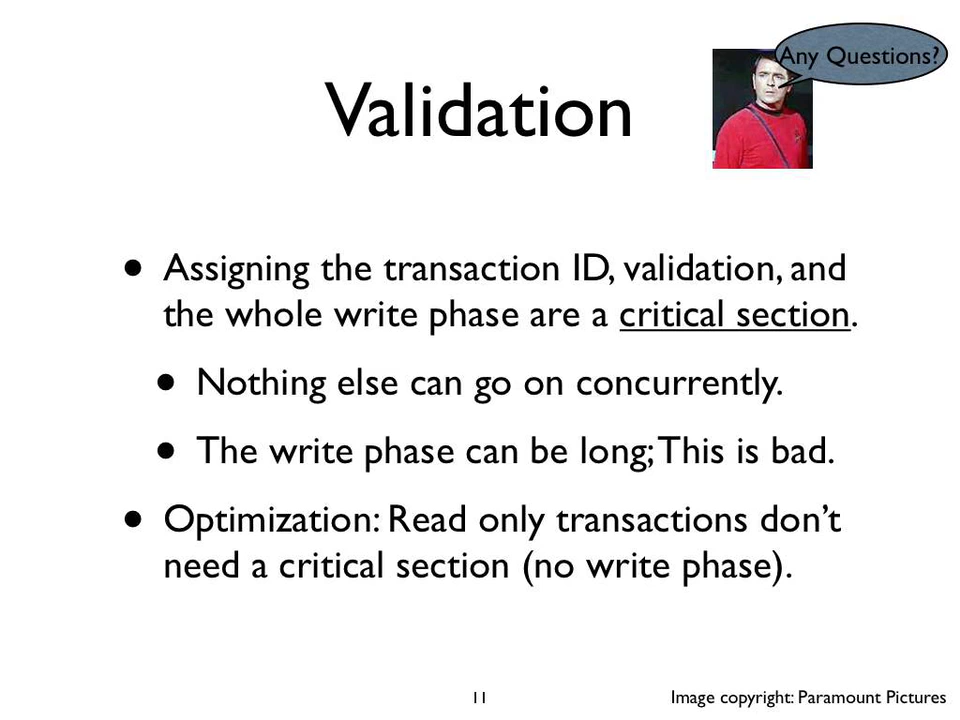 Any Questions?
Validation
• Assigning the transaction ID, validation, and
the whole write phase are a critical section.
• Nothing else can go on concurrently.
• The write phase can be long; This is bad.
• Optimization: Read only transactions don’t
need a critical section (no write phase).
11
Image copyright: Paramount Pictures